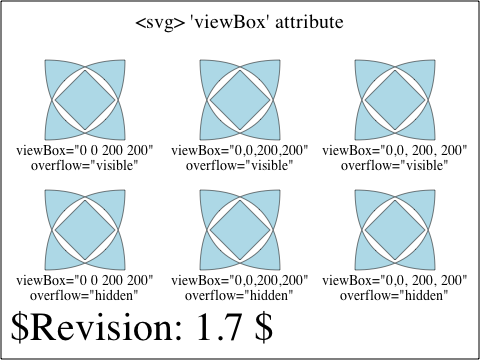 <svg> 'viewBox' attribute
viewBox="0 0 200 200"
overflow="visible"
viewBox="0,0,200,200"
overflow="visible"
viewBox="0,0, 200, 200"
overflow="visible"
viewBox="0 0 200 200"
overflow="hidden"
viewBox="0,0,200,200"
overflow="hidden"
viewBox="0,0, 200, 200"
overflow="hidden"
$Revision: 1.7 $